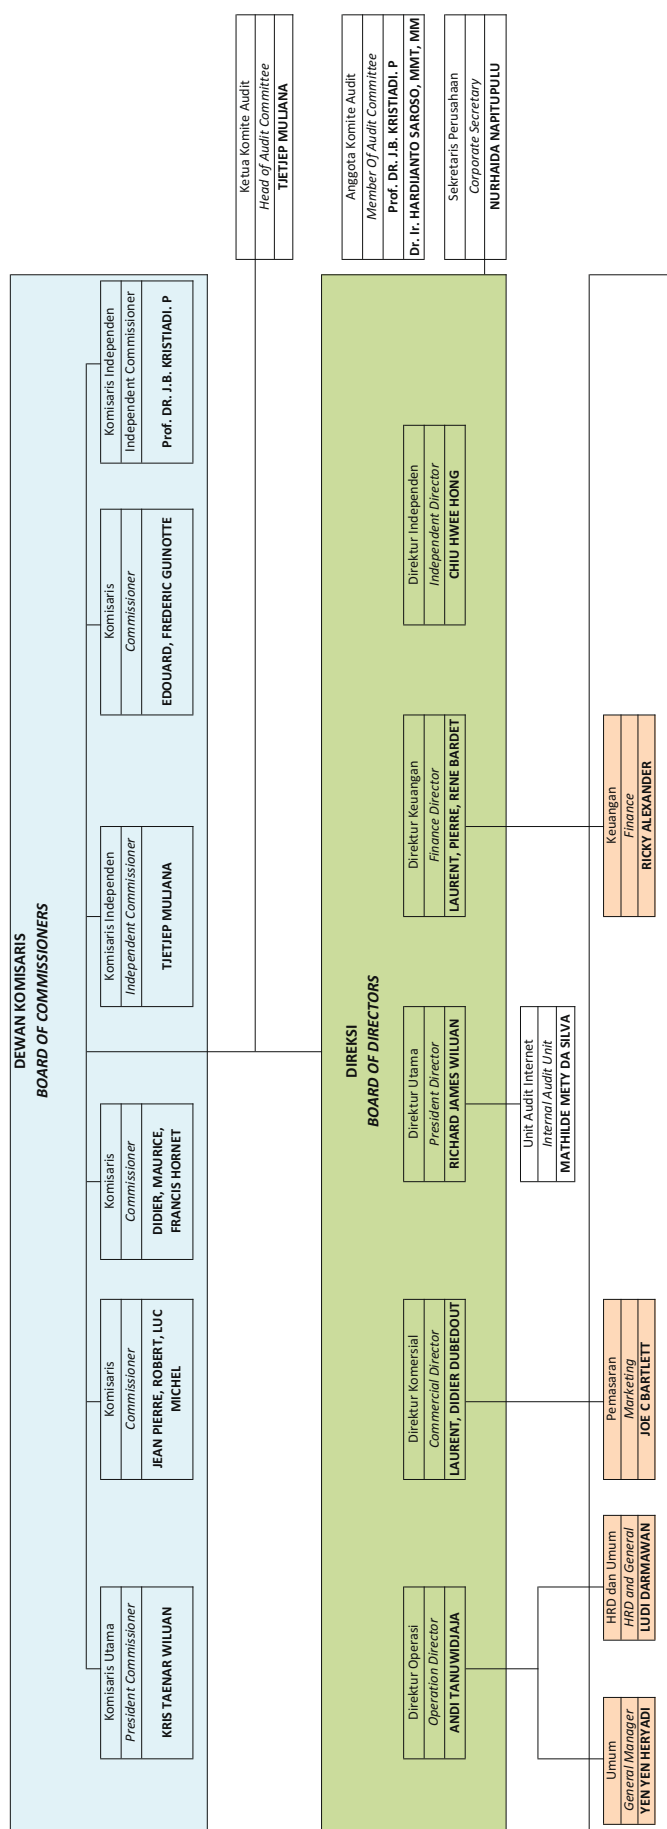 DEWAN KOMISARIS
BOARD OF COMMISSIONERS
Komisaris Utama
President Commissioner
KRIS TAENAR WILUAN
Komisaris
Commissioner
JEAN PIERRE, ROBERT, LUC
MICHEL
Komisaris
Commissioner
DIDIER, MAURICE,
FRANCIS HORNET
Komisaris Independen
Independent Commissioner
TJETJEP MULJANA
Komisaris
Commissioner
EDOUARD, FREDERIC GUINOTTE
Komisaris Independen
Independent Commissioner
Prof. DR. J.B. KRISTIADI. P
Ketua Komite Audit
Head of Audit Committee
TJETJEP MULJANA
Anggota Komite Audit
Member Of Audit Committee
Prof. DR. J.B. KRISTIADI. P
Dr. Ir. HARDIJANTO SAROSO, MMT, MM
DIREKSI
BOARD OF DIRECTORS
Direktur Operasi
Operation Director
ANDI TANUWIDJAJA
Direktur Komersial
Commercial Director
LAURENT, DIDIER DUBEDOUT
Direktur Utama
President Director
RICHARD JAMES WILUAN
Direktur Keuangan
Finance Director
LAURENT, PIERRE, RENE BARDET
Direktur Independen
Independent Director
CHIU HWEE HONG
Sekretaris Perusahaan
Corporate Secretary
NURHAIDA NAPITUPULU
Unit Audit Internet
Internal Audit Unit
MATHILDE METY DA SILVA
Umum
General Manager
YEN YEN HERYADI
HRD dan Umum
HRD and General
LUDI DARMAWAN
Pemasaran
Marketing
JOE C BARTLETT
Keuangan
Finance
RICKY ALEXANDER